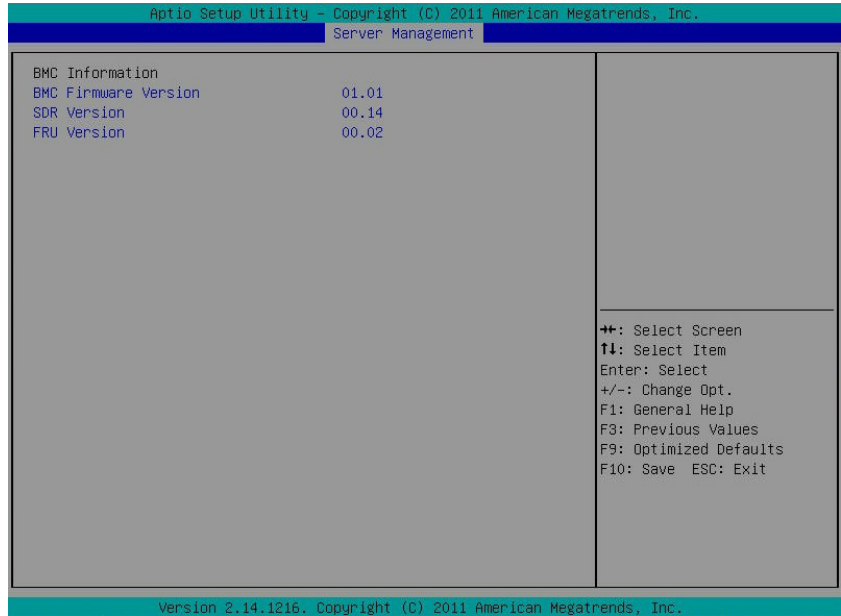 Aptio Setup Utility – Copyright (C) 2011 American Megatrends, Inc.
Server Management
BMC Information
BMC Firmware Version 01.01
SDR Version 00.14
FRU Version 00.02
→←: Select Screen
↑↓: Select Item
Enter: Select
+/-: Change Opt.
F1: General Help
F3: Previous Values
F9: Optimized Defaults
F10: Save ESC: Exit
Version 2.14.1216. Copyright (C) 2011 American Megatrends, Inc.